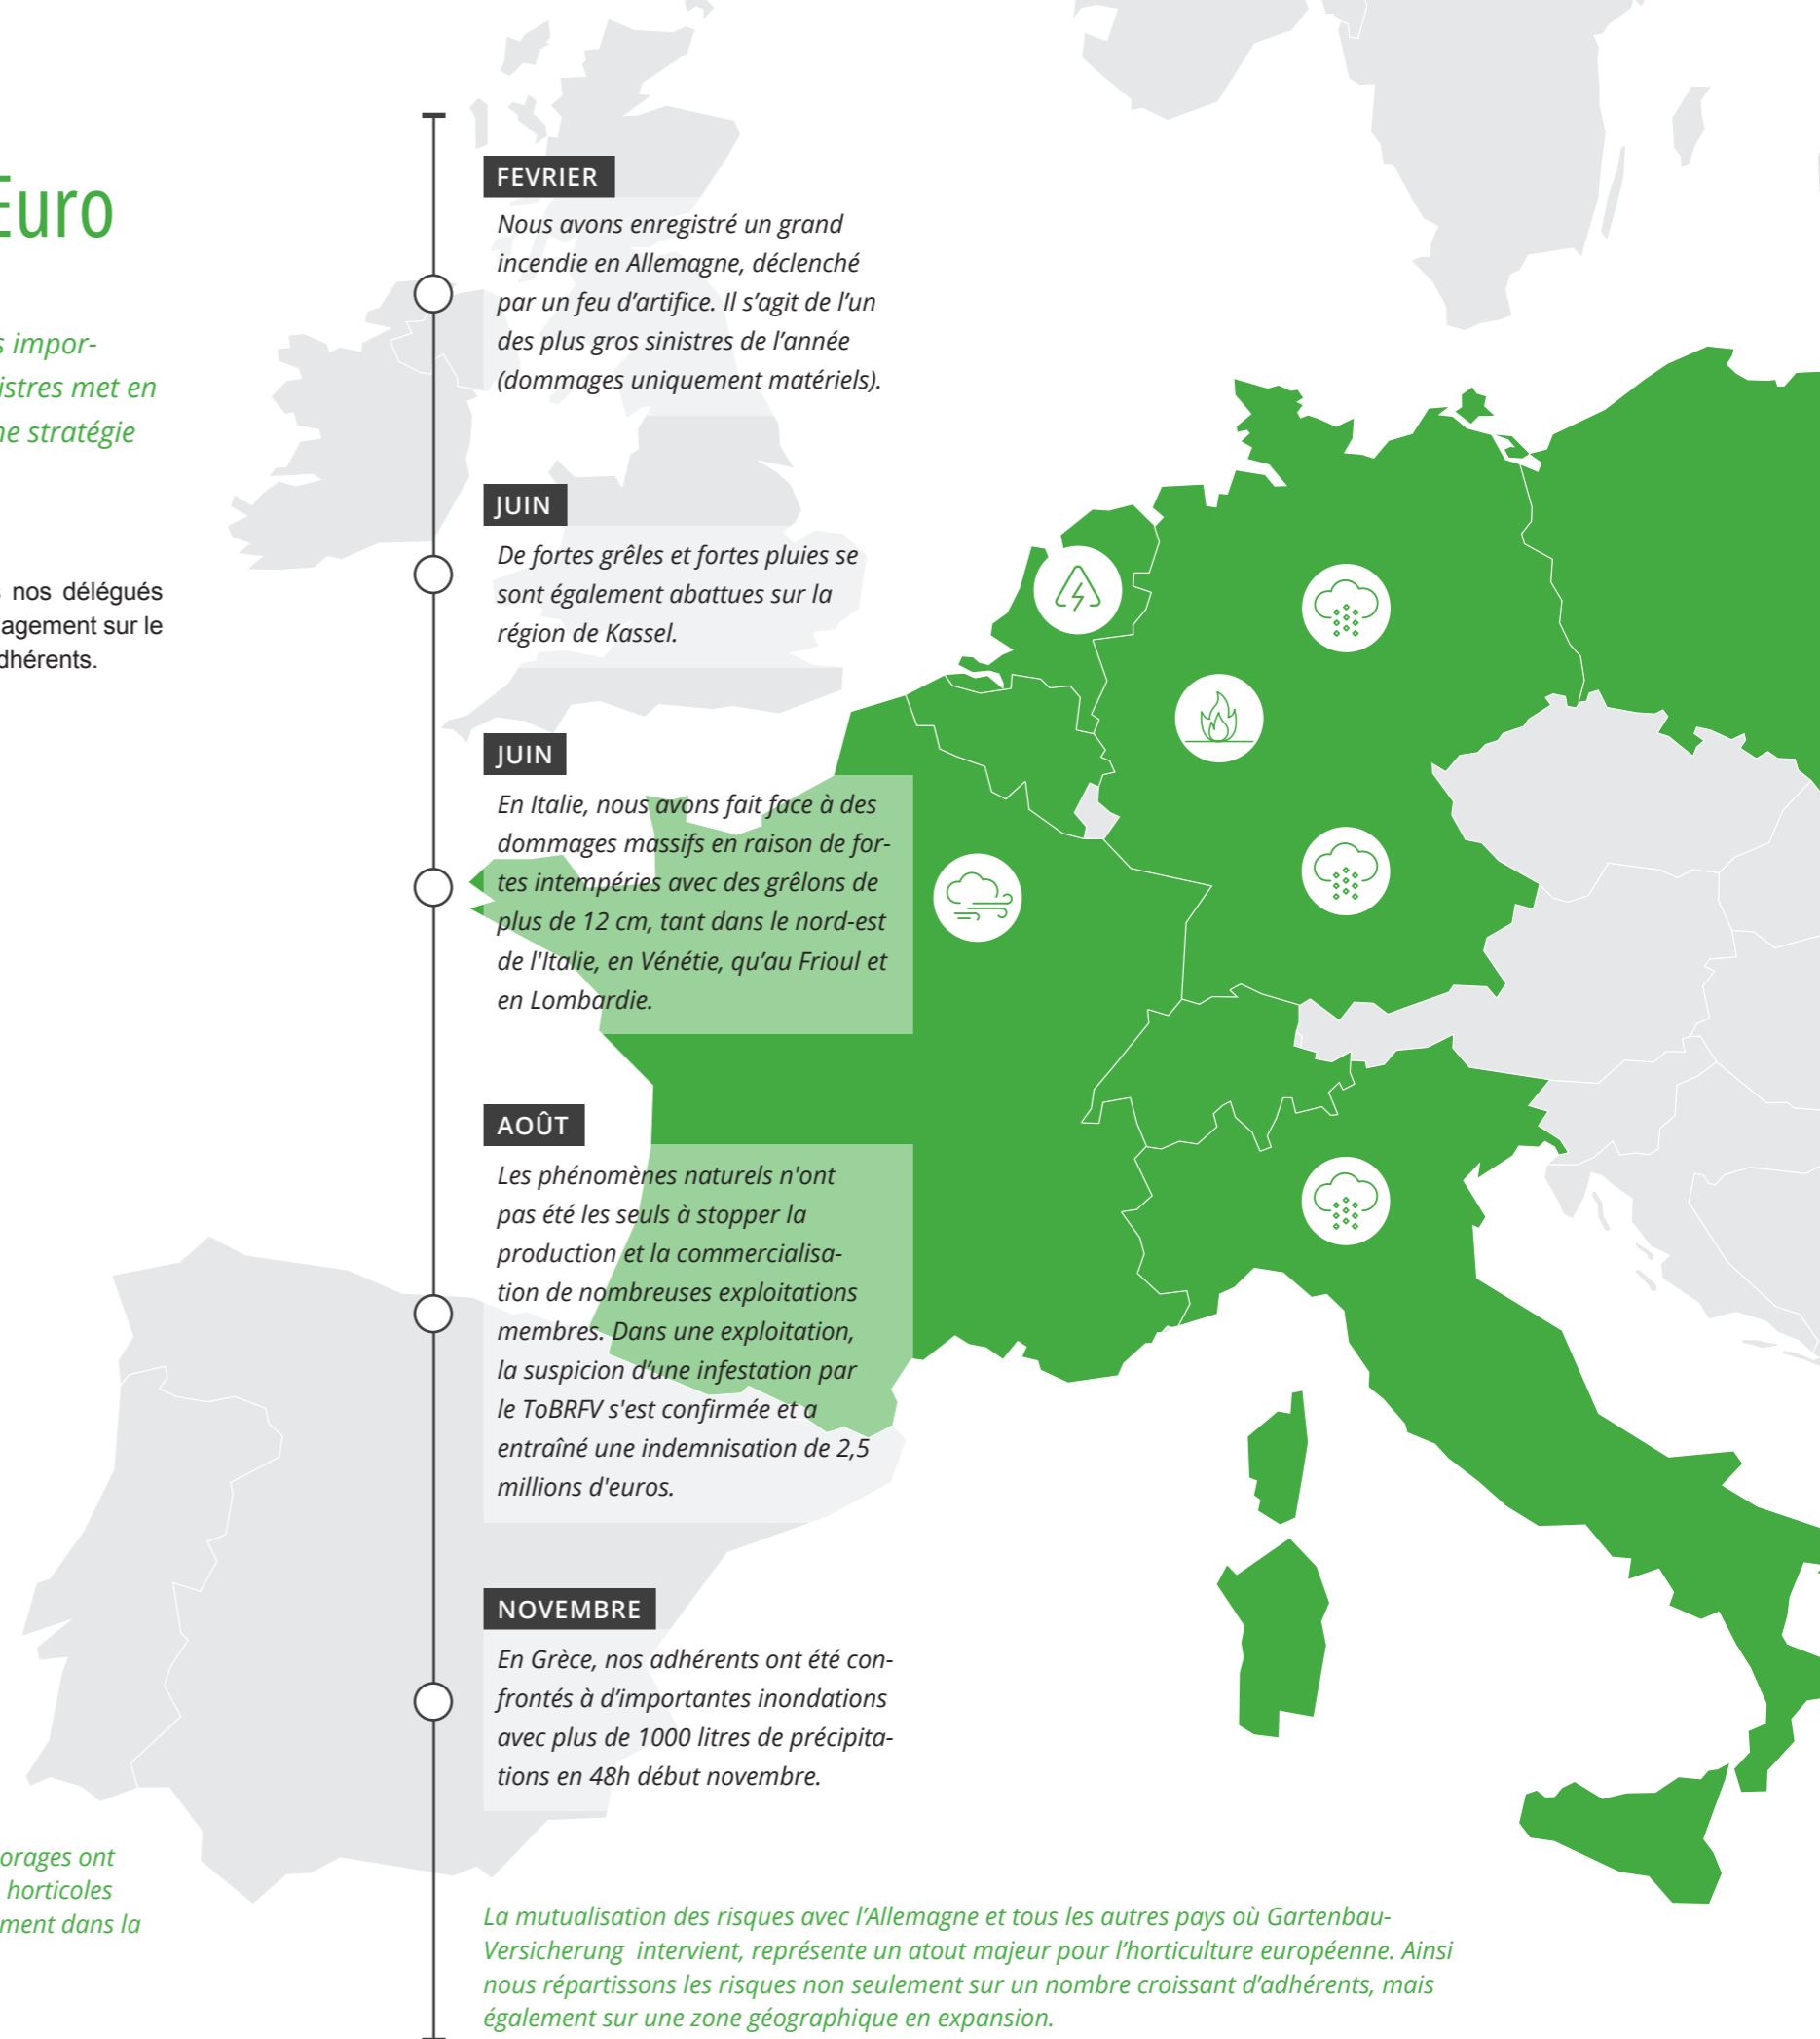 Euro
s impor-
istres met en
ne stratégie
s nos délégués
agement sur le
dhérents.
orages ont
horticoles
ment dans la
FEVRIER
Nous avons enregistré un grand
incendie en Allemagne, déclenché
par un feu d’artifice. Il s’agit de l’un
des plus gros sinistres de l’année
(dommages uniquement matériels).
JUIN
De fortes grêles et fortes pluies se
sont également abattues sur la
région de Kassel.
JUIN
En Italie, nous avons fait face à des
dommages massifs en raison de for-
tes intempéries avec des grêlons de
plus de 12 cm, tant dans le nord-est
de l'Italie, en Vénétie, qu’au Frioul et
en Lombardie.
AOÛT
Les phénomènes naturels n'ont
pas été les seuls à stopper la
production et la commercialisa-
tion de nombreuses exploitations
membres. Dans une exploitation,
la suspicion d’une infestation par
le ToBRFV s'est confirmée et a
entraîné une indemnisation de 2,5
millions d'euros.
NOVEMBRE
En Grèce, nos adhérents ont été con-
frontés à d’importantes inondations
avec plus de 1000 litres de précipita-
tions en 48h début novembre.
La mutualisation des risques avec l’Allemagne et tous les autres pays où Gartenbau-
Versicherung intervient, représente un atout majeur pour l’horticulture européenne. Ainsi
nous répartissons les risques non seulement sur un nombre croissant d’adhérents, mais
également sur une zone géographique en expansion.